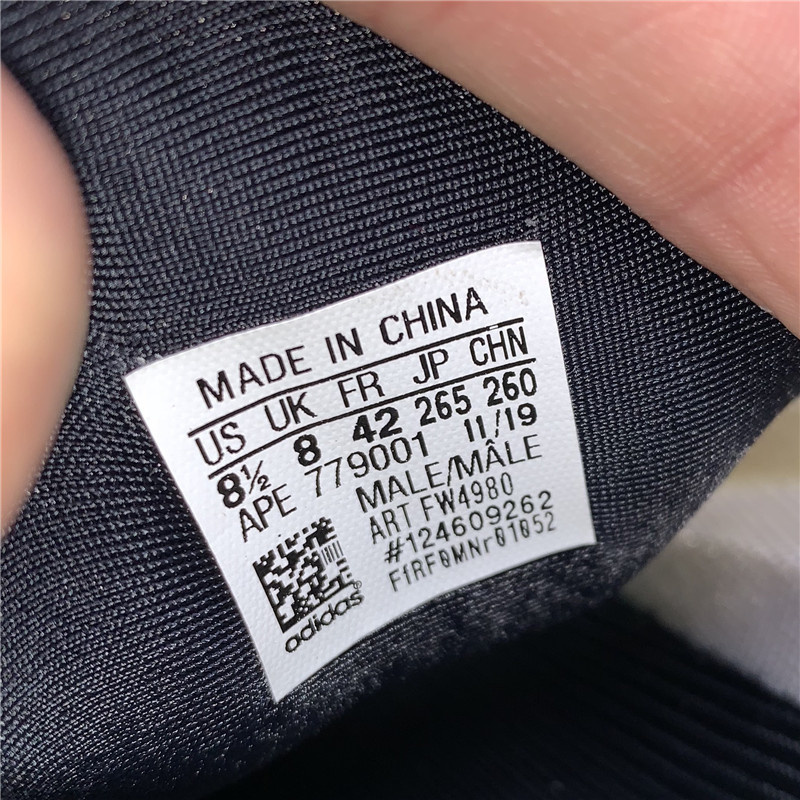 MADE IN CHINA
US UK FR JP CHN
8½ 8 42 265 260
APE 779001 11/19
MALE/MÂLE
ART FW4980
#124609262
F1RF0MNr01052
adidas®